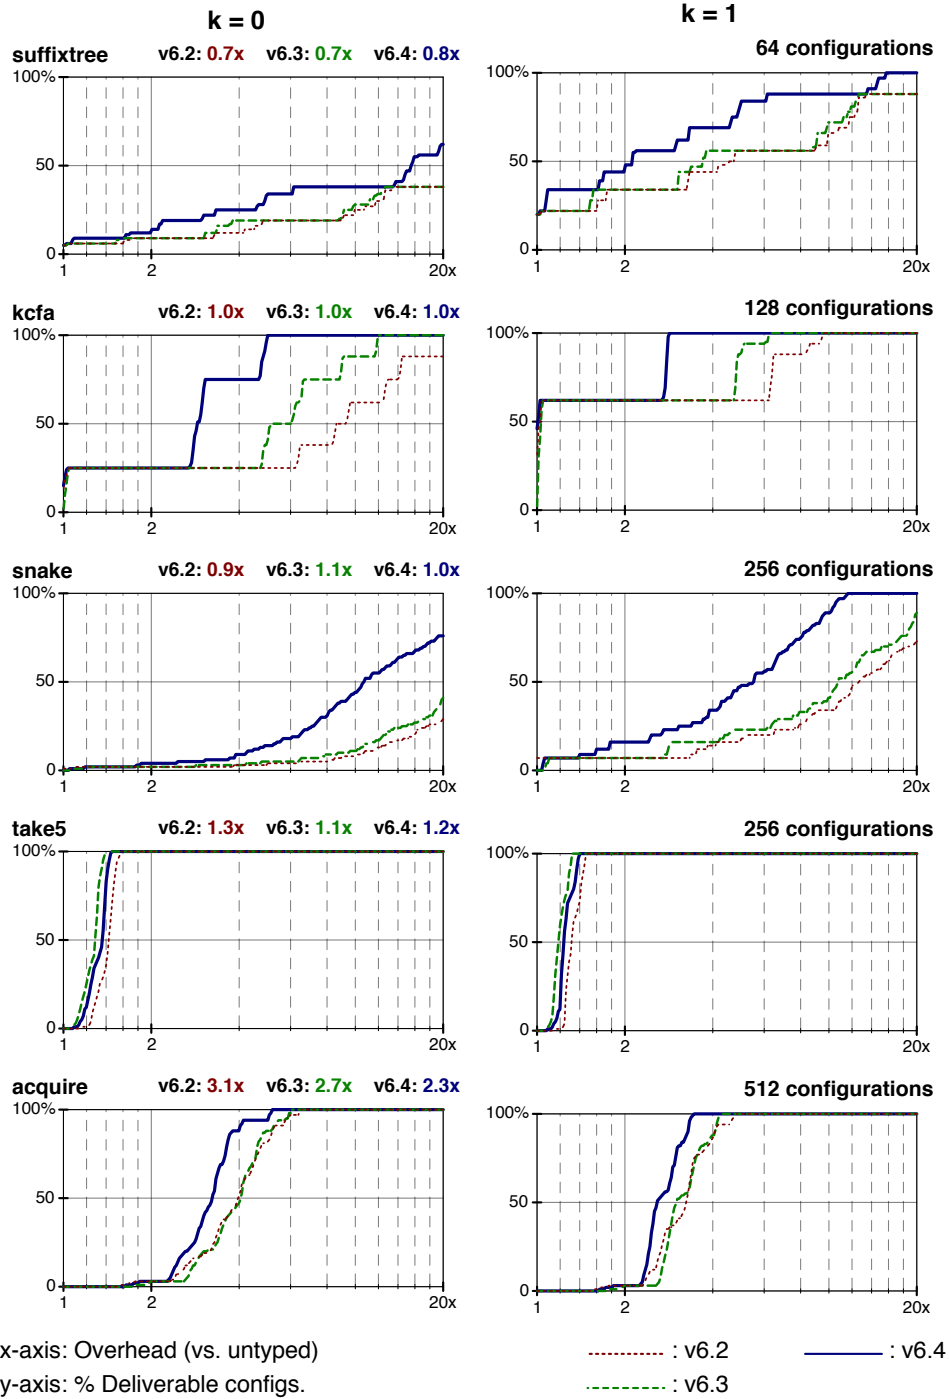 k = 0
k = 1
suffixtree v6.2: 0.7x v6.3: 0.7x v6.4: 0.8x
64 configurations
100%
50
0
1 2 20x
100%
50
0
1 2 20x
kcfa v6.2: 1.0x v6.3: 1.0x v6.4: 1.0x
128 configurations
100%
50
0
1 2 20x
100%
50
0
1 2 20x
snake v6.2: 0.9x v6.3: 1.1x v6.4: 1.0x
256 configurations
100%
50
0
1 2 20x
100%
50
0
1 2 20x
take5 v6.2: 1.3x v6.3: 1.1x v6.4: 1.2x
256 configurations
100%
50
0
1 2 20x
100%
50
0
1 2 20x
acquire v6.2: 3.1x v6.3: 2.7x v6.4: 2.3x
512 configurations
100%
50
0
1 2 20x
100%
50
0
1 2 20x
x-axis: Overhead (vs. untyped)
y-axis: % Deliverable configs.
: v6.2 : v6.4
: v6.3